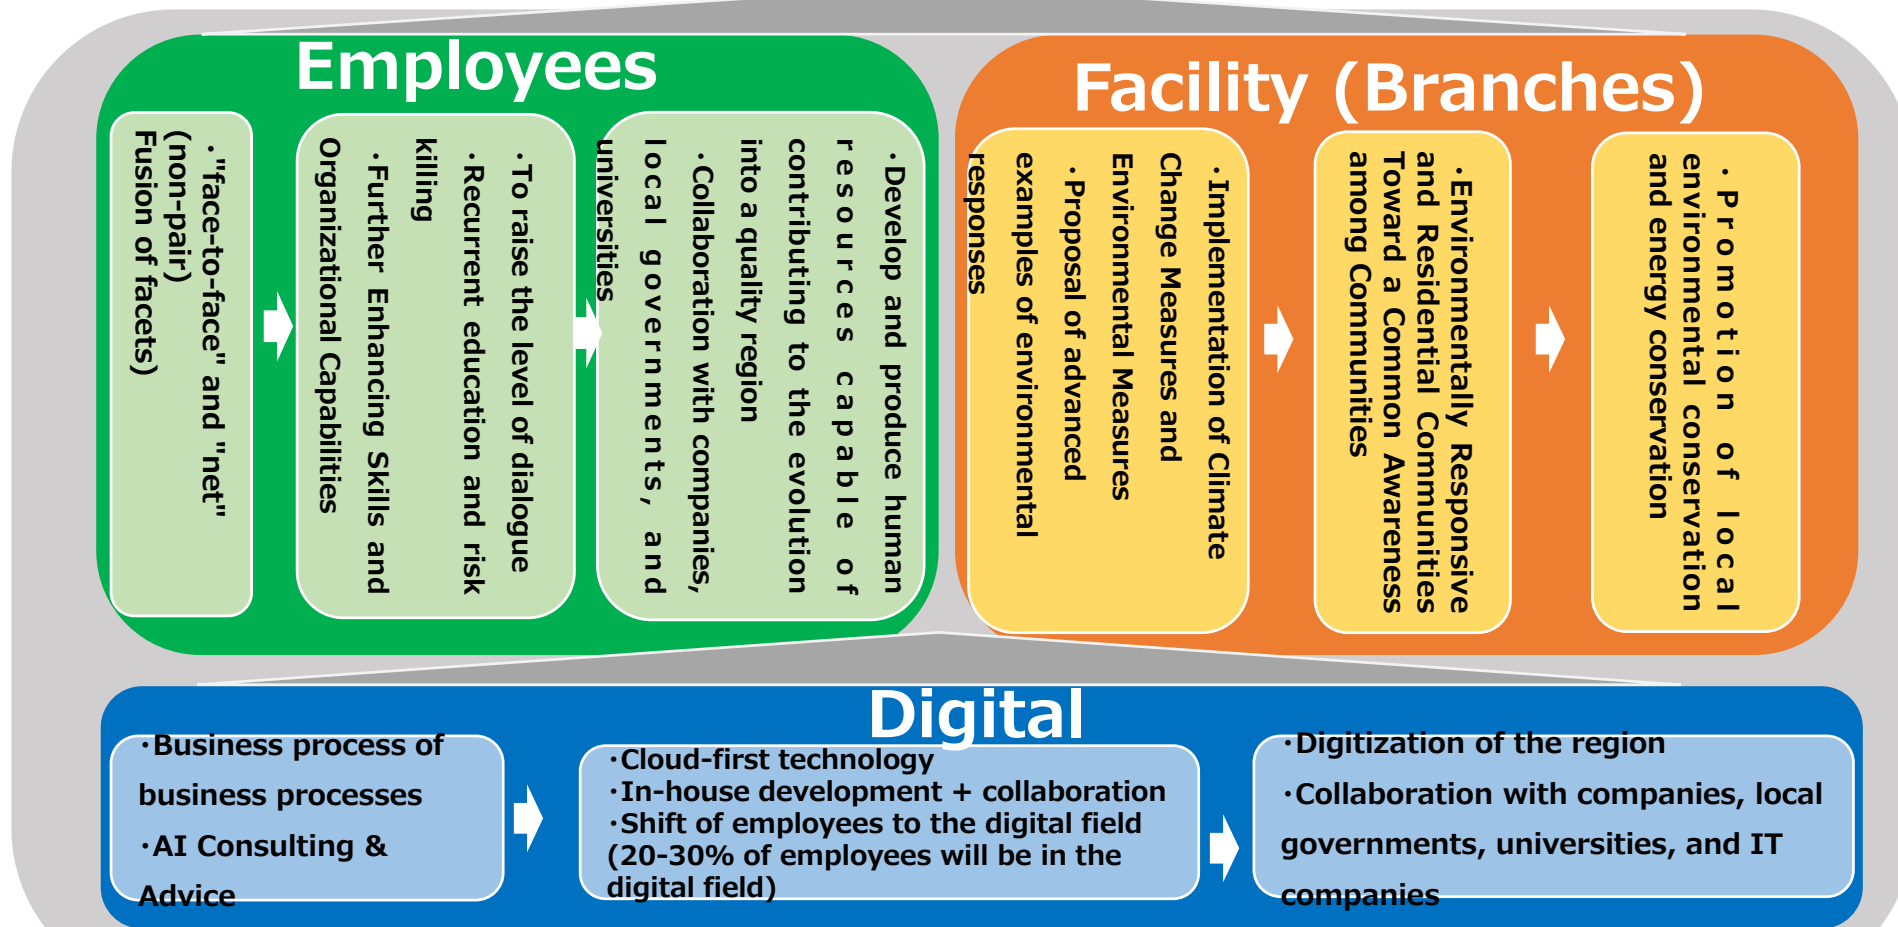 Employees
·"face-to-face" and "net"
(non-pair)
Fusion of facets)
·To raise the level of dialogue
·Recurrent education and risk
killing
·Further Enhancing Skills and
Organizational Capabilities
·Develop and produce human
resources capable of
contributing to the evolution
into a quality region
·Collaboration with companies,
local governments, and
universities
Facility (Branches)
·Implementation of Climate
Change Measures and
Environmental Measures
·Proposal of advanced
examples of environmental
responses
·Environmentally Responsive
and Residential Communities
Toward a Common Awareness
among Communities
·Promotion of local
environmental conservation
and energy conservation
Digital
·Business process of
business processes
·AI Consulting &
Advice
·Cloud-first technology
·In-house development + collaboration
·Shift of employees to the digital field
(20-30% of employees will be in the
digital field)
·Digitization of the region
·Collaboration with companies, local
governments, universities, and IT
companies